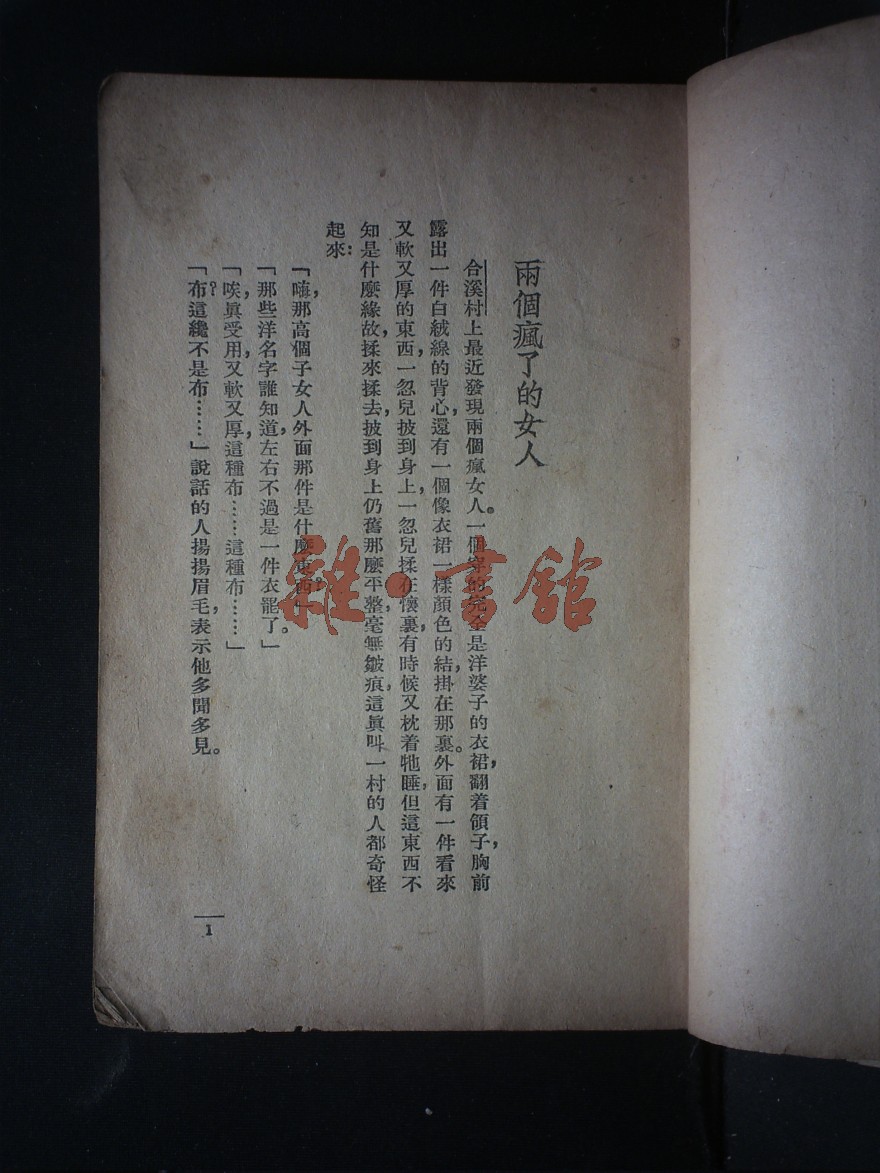 兩個瘋了的女人
合溪村上最近發現兩個瘋女人。一個穿的完全是洋婆子的衣裙,翻着領子,胸前
露出一件白絨線的背心,還有一個像衣裙一樣顏色的結,掛在那裏。外面有一件看來
又軟又厚的東西,一忽兒披到身上,一忽兒揉在懷裏,有時候又枕着牠睡,但這東西不
知是什麼緣故,揉來揉去,披到身上仍舊那麼平整,毫無皺痕,這眞叫一村的人都奇怪
起來:
「嗨,那高個子女人外面那件是什麼東西?」
「那些洋名字誰知道,左右不過是一件衣罷了。」
「唉,眞受用,又軟又厚,這種布……這種布……」
「布?這纔不是布……」說話的人揚揚眉毛,表示他多聞多見。
1
雜·書館